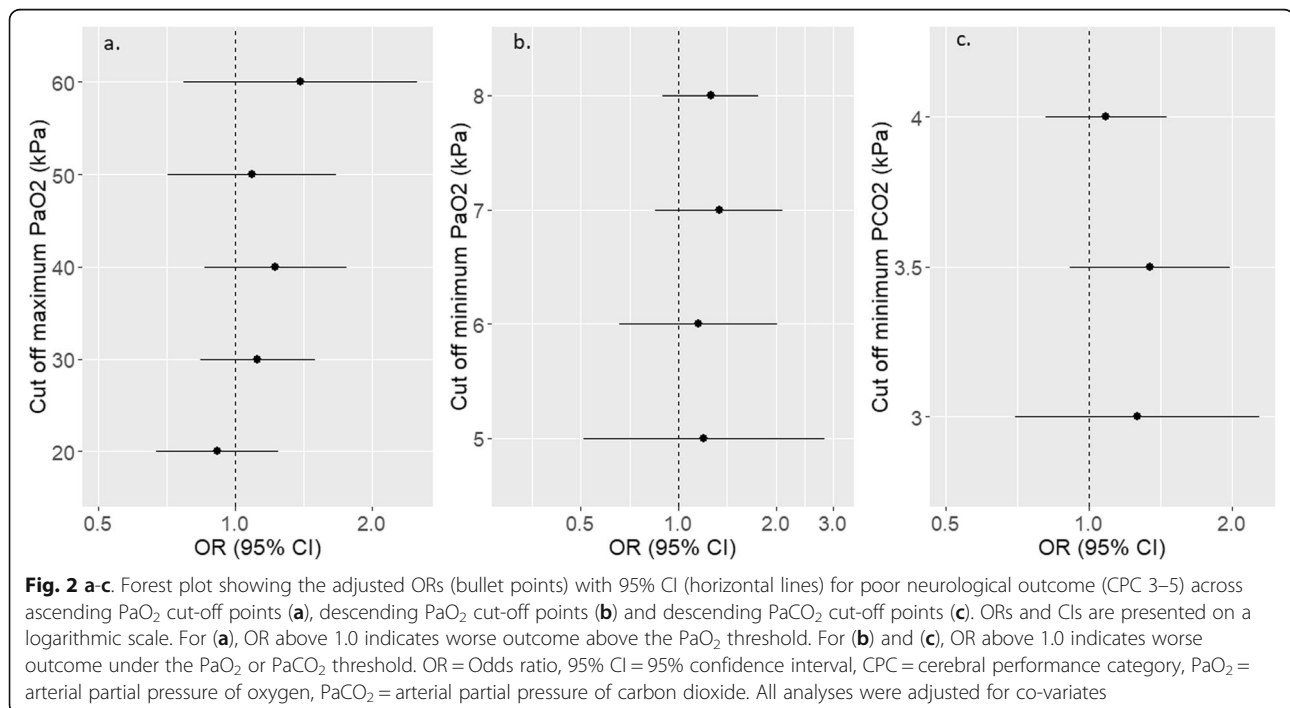 a.
Cut off maximum PaO2 (kPa)
60
50
40
30
20
0.5 1.0 2.0
OR (95% CI)
b.
Cut off minimum PaO2 (kPa)
8
7
6
5
0.5 1.0 2.0 3.0
OR (95% CI)
c.
Cut off minimum PCO2 (kPa)
4
3.5
3
0.5 1.0 2.0
OR (95% CI)
Fig. 2 a-c. Forest plot showing the adjusted ORs (bullet points) with 95% CI (horizontal lines) for poor neurological outcome (CPC 3–5) across
ascending PaO₂ cut-off points (a), descending PaO₂ cut-off points (b) and descending PaCO₂ cut-off points (c). ORs and CIs are presented on a
logarithmic scale. For (a), OR above 1.0 indicates worse outcome above the PaO₂ threshold. For (b) and (c), OR above 1.0 indicates worse
outcome under the PaO₂ or PaCO₂ threshold. OR = Odds ratio, 95% CI = 95% confidence interval, CPC = cerebral performance category, PaO₂ =
arterial partial pressure of oxygen, PaCO₂ = arterial partial pressure of carbon dioxide. All analyses were adjusted for co-variates